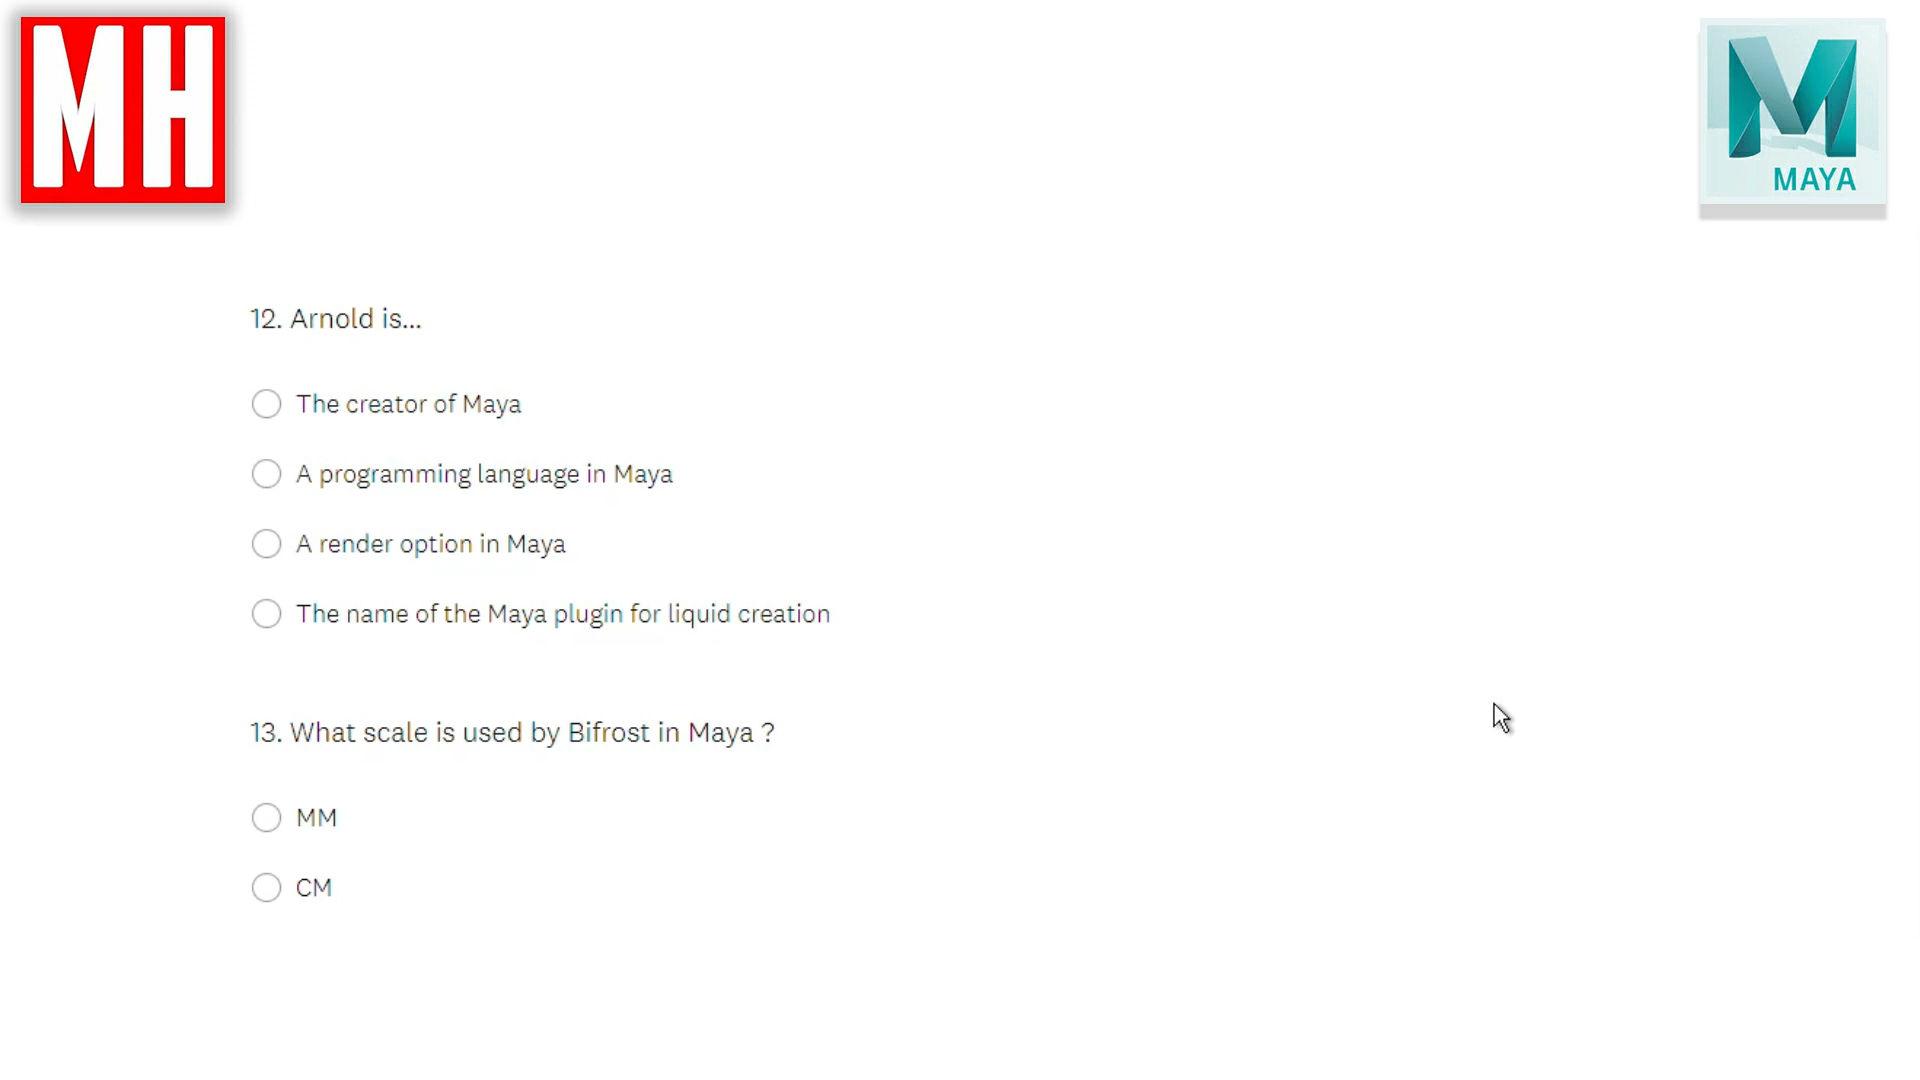 MH
MAYA
12. Arnold is...
The creator of Maya
A programming language in Maya
A render option in Maya
The name of the Maya plugin for liquid creation
13. What scale is used by Bifrost in Maya ?
MM
CM